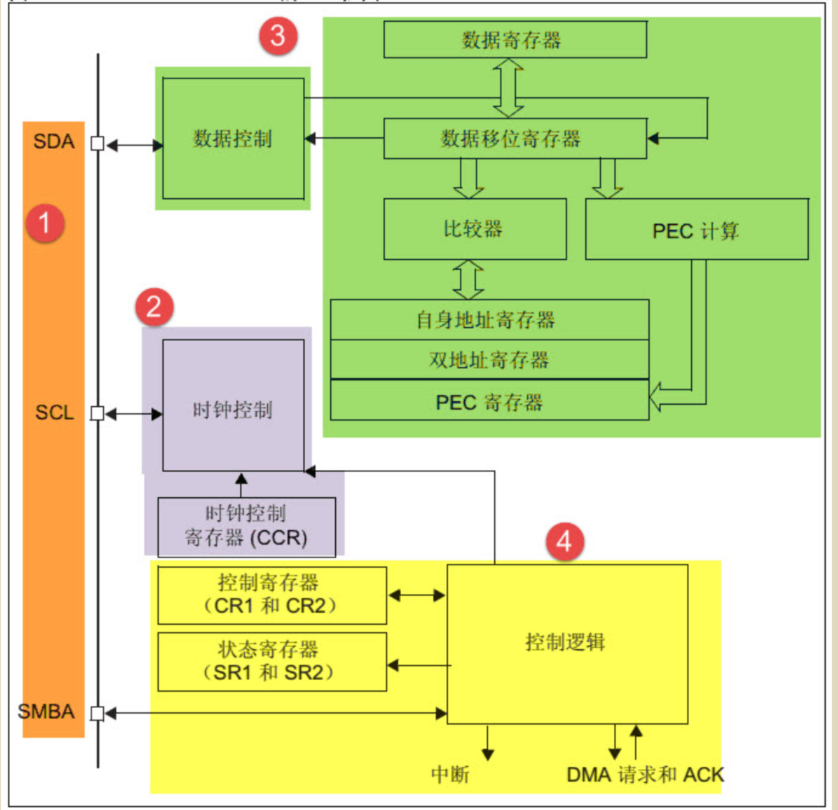 3
数据寄存器
SDA
数据控制
数据移位寄存器
1
比较器
PEC 计算
2
自身地址寄存器
双地址寄存器
SCL
时钟控制
PEC 寄存器
时钟控制
寄存器 (CCR)
4
控制寄存器
（CR1 和 CR2）
控制逻辑
状态寄存器
（SR1 和 SR2）
SMBA
中断
DMA 请求和 ACK